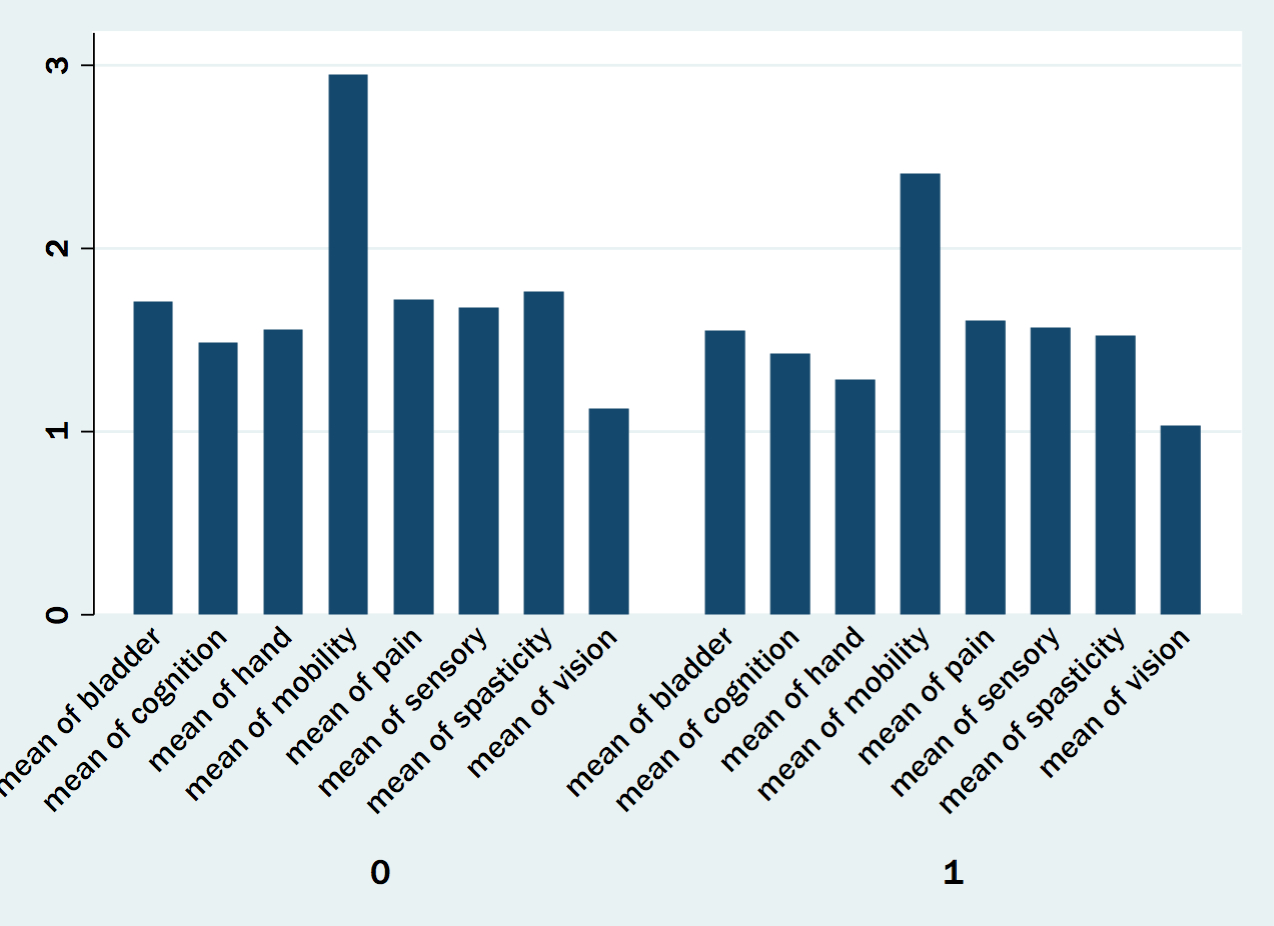 3
2
1
0
mean of bladder
mean of cognition
mean of hand
mean of mobility
mean of pain
mean of sensory
mean of spasticity
mean of vision
mean of bladder
mean of cognition
mean of hand
mean of mobility
mean of pain
mean of sensory
mean of spasticity
mean of vision
0
1